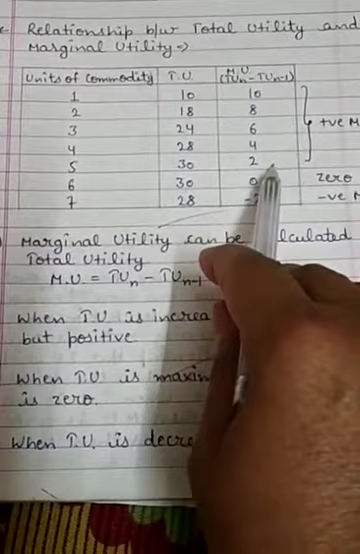 Relationship b/w Total Utility and
Marginal Utility =>
Units of Commodity T.U. M.U (TUn - TUn-1)
1 10 10
2 18 8
3 24 6
4 28 4
5 30 2
6 30 0
7 28
+ve M
zero
-ve M
Marginal Utility can be
Total Utility
M.U = TUn - TUn-1
When T.U is increa
but positive
When T.U is maxim
is zero.
When T.U. is decre